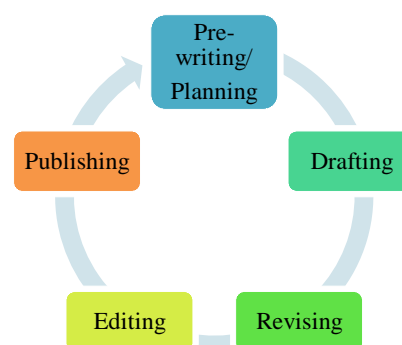 Pre-
writing/
Planning
Drafting
Revising
Editing
Publishing